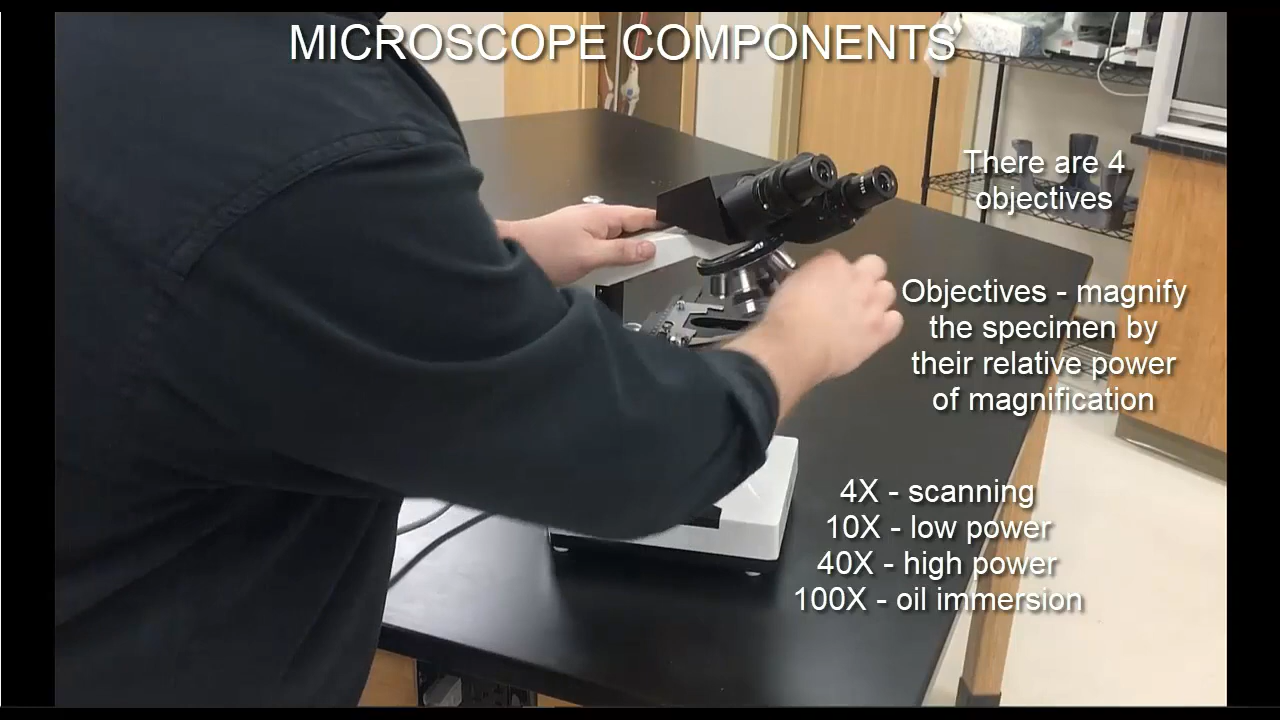 MICROSCOPE COMPONENTS
There are 4
objectives
Objectives - magnify
the specimen by
their relative power
of magnification
4X - scanning
10X - low power
40X - high power
100X - oil immersion